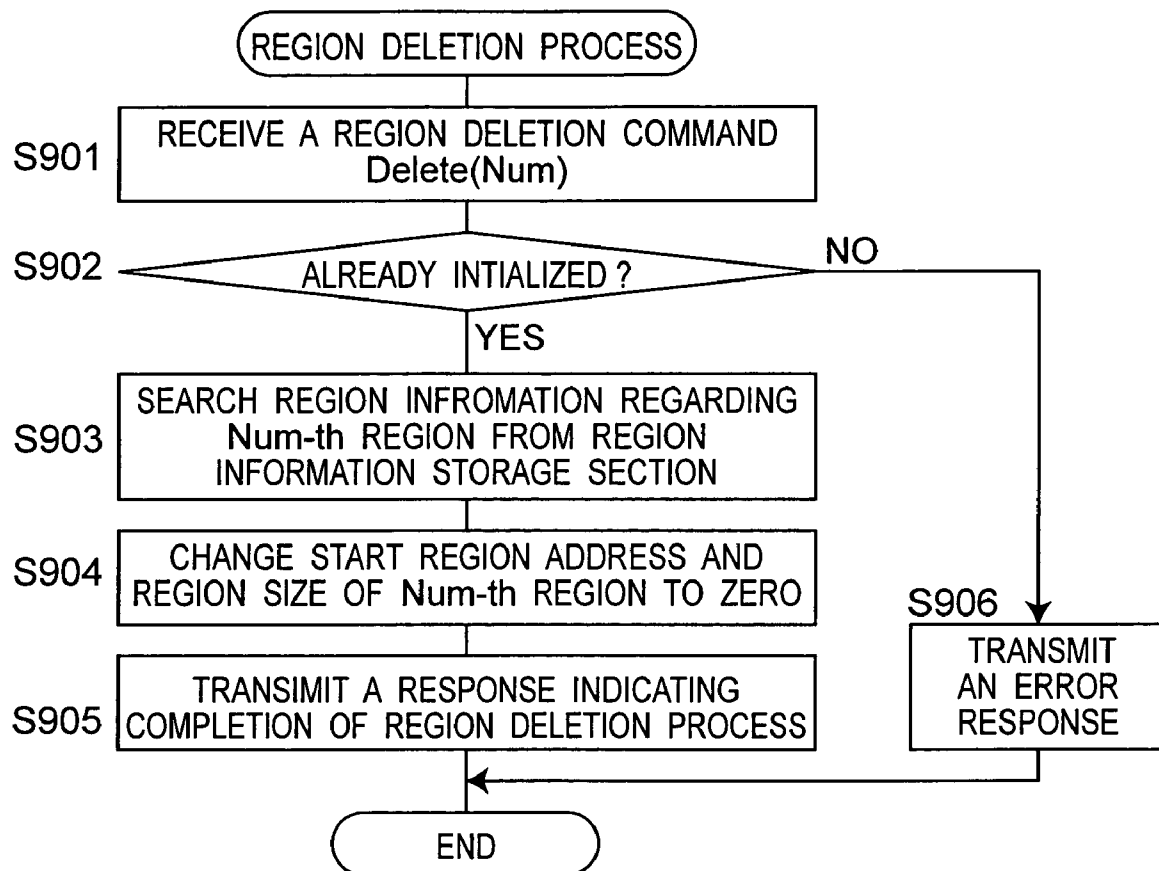 REGION DELETION PROCESS
S901
RECEIVE A REGION DELETION COMMAND
Delete(Num)
S902
ALREADY INTIALIZED ?
NO
YES
S903
SEARCH REGION INFROMATION REGARDING
Num-th REGION FROM REGION
INFORMATION STORAGE SECTION
S904
CHANGE START REGION ADDRESS AND
REGION SIZE OF Num-th REGION TO ZERO
S906
TRANSMIT
AN ERROR
RESPONSE
S905
TRANSIMIT A RESPONSE INDICATING
COMPLETION OF REGION DELETION PROCESS
END